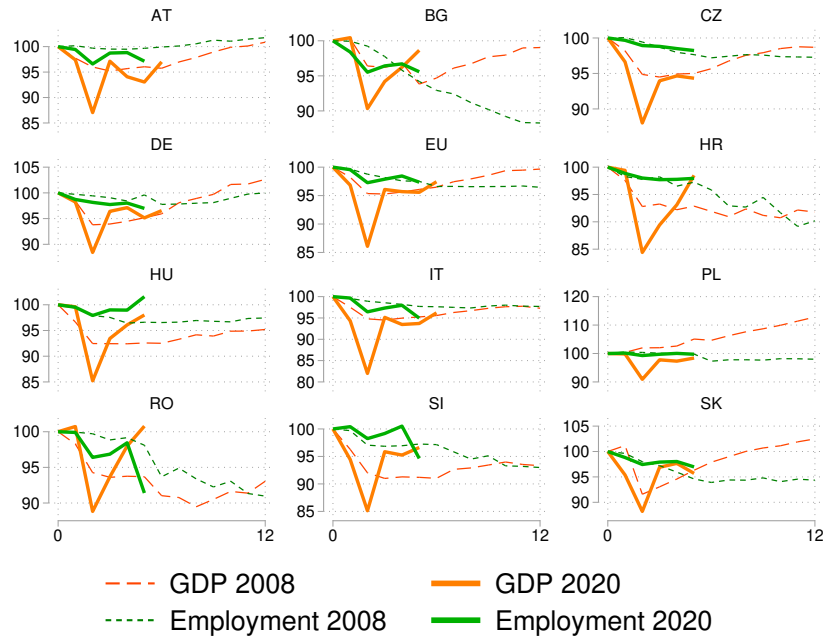 AT BG CZ
100 95 90 85
100 95 90
100 95 90
DE EU HR
105 100 95 90
100 95 90 85
100 95 90 85
HU IT PL
100 95 90 85
100 95 90 85 80
120 110 100 90
RO SI SK
100 95 90
100 95 90 85
105 100 95 90
0 12 0 12 0 12
GDP 2008 GDP 2020
Employment 2008 Employment 2020